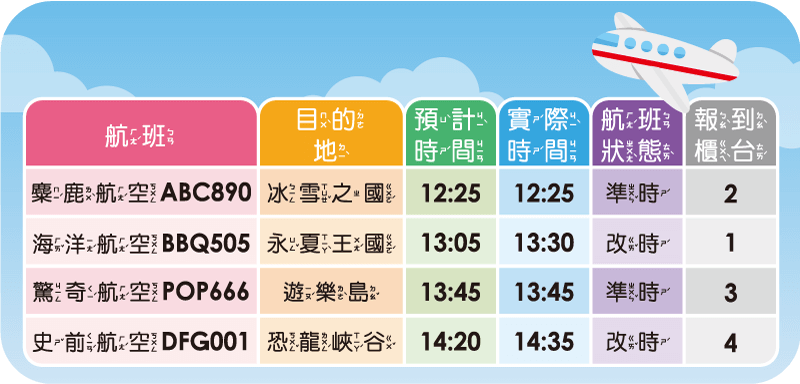 航班 目的地 預計時間 實際時間 航班狀態 報到櫃台
麋鹿航空ABC890 冰雪之國 12:25 12:25 準時 2
海洋航空BBQ505 永夏王國 13:05 13:30 改時 1
驚奇航空POP666 遊樂島 13:45 13:45 準時 3
史前航空DFG001 恐龍峽谷 14:20 14:35 改時 4